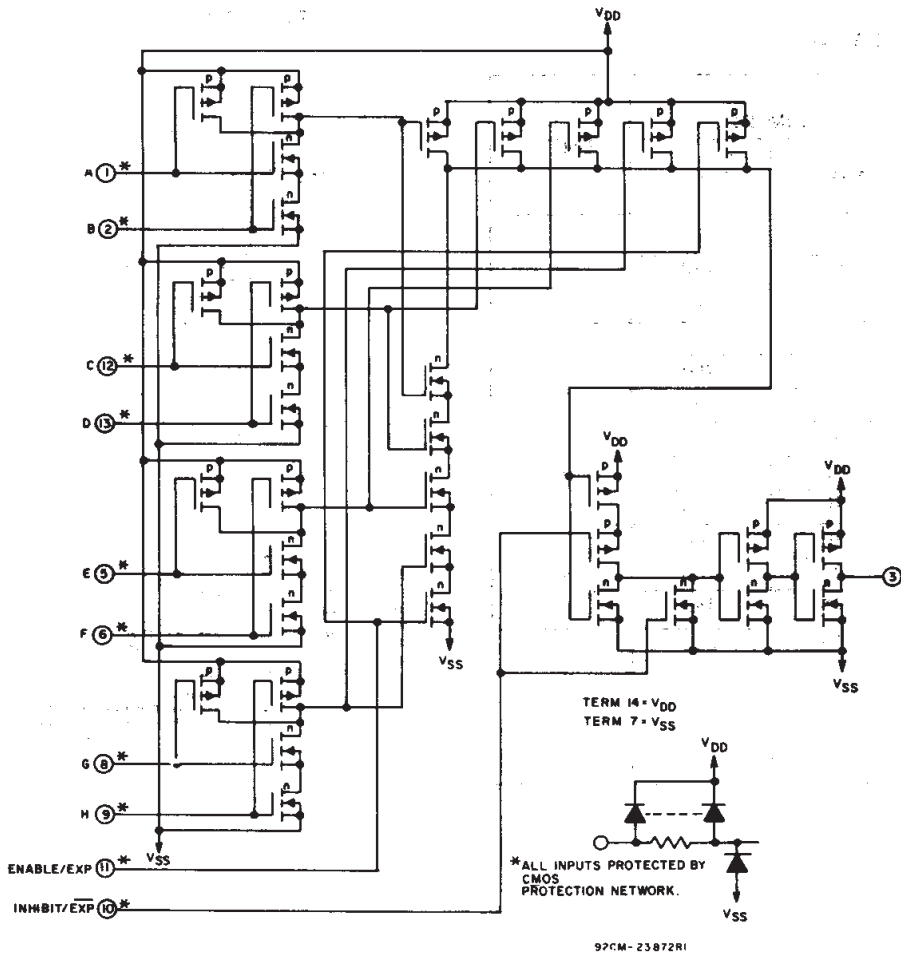 VDD
p p
p p p p p
n
A 1 *
n
B 2 *
p p
n
C 12 *
n
n
D 13 *
n
n
p
VDD
p p
VDD
n
p
p
p
n
E 5 *
n
n
n
n
3
F 6 *
VSS
p p
VSS
n
TERM 14 = VDD
TERM 7 = VSS
G 8 *
n
VDD
H 9 *
VSS
ENABLE/EXP 11 *
* ALL INPUTS PROTECTED BY
CMOS
PROTECTION NETWORK.
VSS
INHIBIT/EXP 10 *
92CM-23872R1